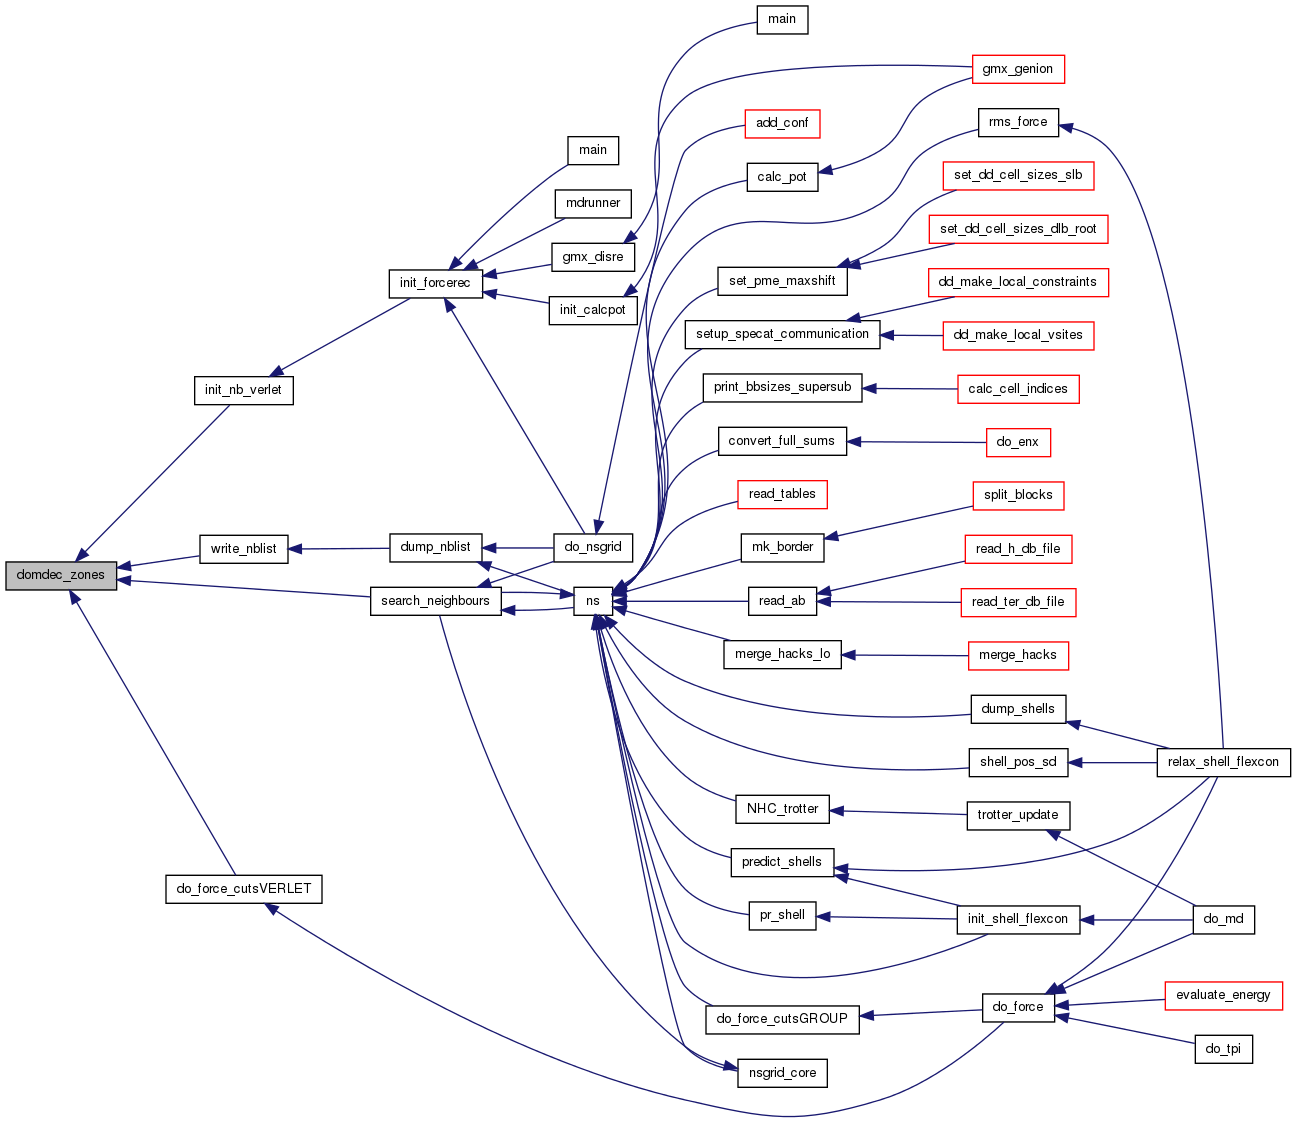 main
gmx_genion
add_conf
rms_force
main
calc_pot
set_dd_cell_sizes_slb
mdrunner
set_dd_cell_sizes_dlb_root
gmx_disre
init_forcerec
set_pme_maxshift
dd_make_local_constraints
init_calcpot
setup_specat_communication
dd_make_local_vsites
init_nb_verlet
print_bbsizes_supersub
calc_cell_indices
convert_full_sums
do_enx
read_tables
split_blocks
write_nblist
dump_nblist
do_nsgrid
mk_border
read_h_db_file
domdec_zones
search_neighbours
ns
read_ab
read_ter_db_file
merge_hacks_lo
merge_hacks
dump_shells
shell_pos_sd
relax_shell_flexcon
NHC_trotter
trotter_update
predict_shells
do_force_cutsVERLET
pr_shell
init_shell_flexcon
do_md
evaluate_energy
do_force_cutsGROUP
do_force
do_tpi
nsgrid_core